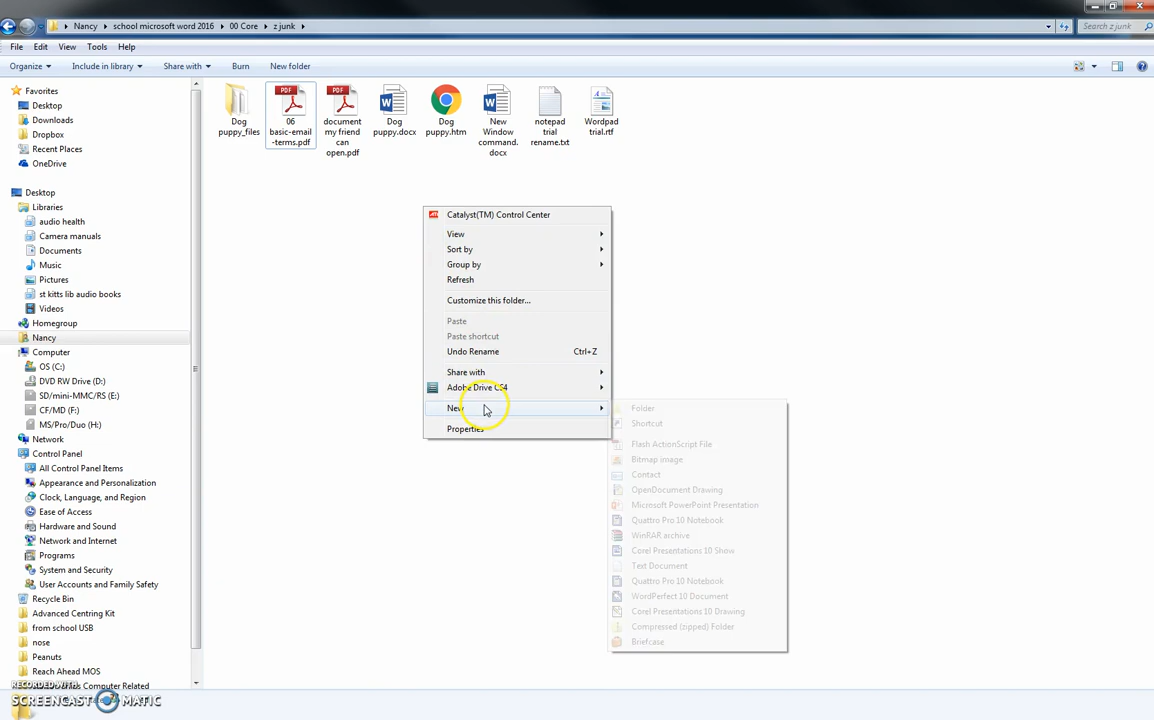 Nancy ▸ school microsoft word 2016 ▸ 00 Core ▸ z junk ▸
Search z junk
File Edit View Tools Help
Organize Include in library Share with Burn New folder
Favorites
Desktop
Downloads
Dropbox
Recent Places
OneDrive
Desktop
Libraries
audio health
Camera manuals
Documents
Music
Pictures
st kitts lib audio books
Videos
Homegroup
Nancy
Computer
OS (C:)
DVD RW Drive (D:)
SD/mini-MMC/RS (E:)
CF/MD (F:)
MS/Pro/Duo (H:)
Network
Control Panel
All Control Panel Items
Appearance and Personalization
Clock, Language, and Region
Ease of Access
Hardware and Sound
Network and Internet
Programs
System and Security
User Accounts and Family Safety
Recycle Bin
Advanced Centring Kit
from school USB
nose
Peanuts
Reach Ahead MOS
Computer Related
Dog
puppy_files
PDF
06
basic-email
-terms.pdf
PDF
document
my friend
can
open.pdf
Dog
puppy.docx
Dog
puppy.htm
New
Window
command.
docx
notepad
trial
rename.txt
Wordpad
trial.rtf
Catalyst(TM) Control Center
View
Sort by
Group by
Refresh
Customize this folder...
Paste
Paste shortcut
Undo Rename Ctrl+Z
Share with
Adobe Drive CS4
New
Properties
Folder
Shortcut
Flash ActionScript File
Bitmap image
Contact
OpenDocument Drawing
Microsoft PowerPoint Presentation
Quattro Pro 10 Notebook
WinRAR archive
Corel Presentations 10 Show
Text Document
Quattro Pro 10 Notebook
WordPerfect 10 Document
Corel Presentations 10 Drawing
Compressed (zipped) Folder
Briefcase
RECORDED WITH
SCREENCAST MATIC